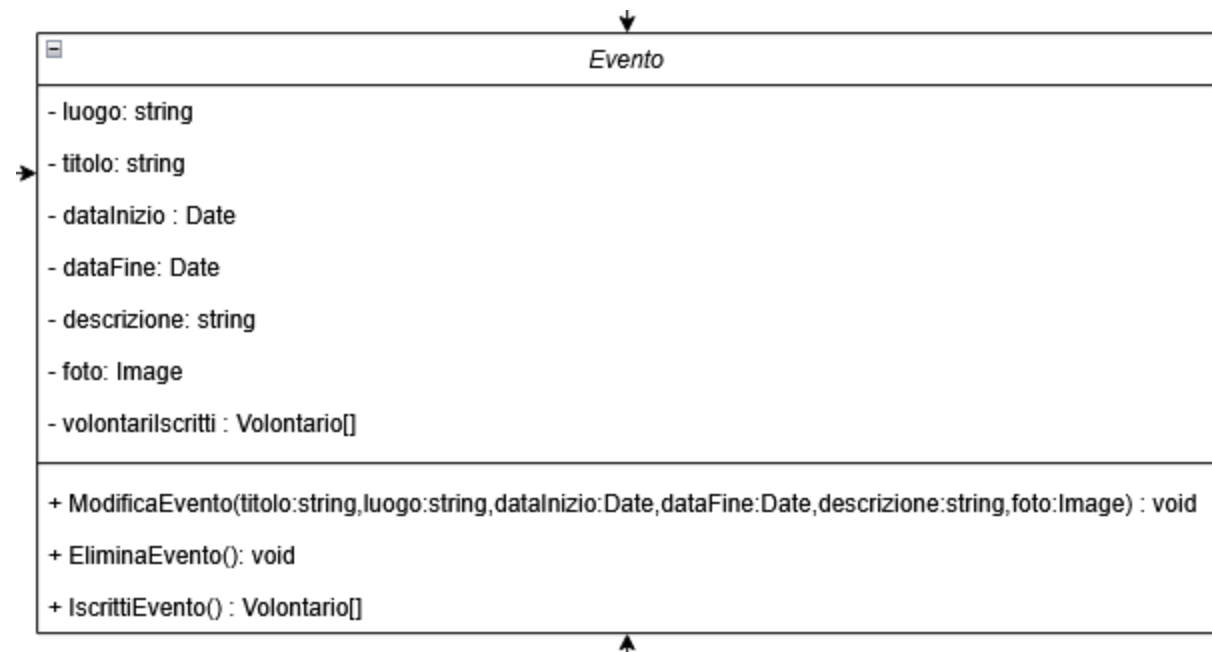 Evento
- luogo: string
- titolo: string
- dataInizio : Date
- dataFine: Date
- descrizione: string
- foto: Image
- volontariIscritti : Volontario[]
+ ModificaEvento(titolo:string,luogo:string,dataInizio:Date,dataFine:Date,descrizione:string,foto:Image) : void
+ EliminaEvento(): void
+ IscrittiEvento() : Volontario[]